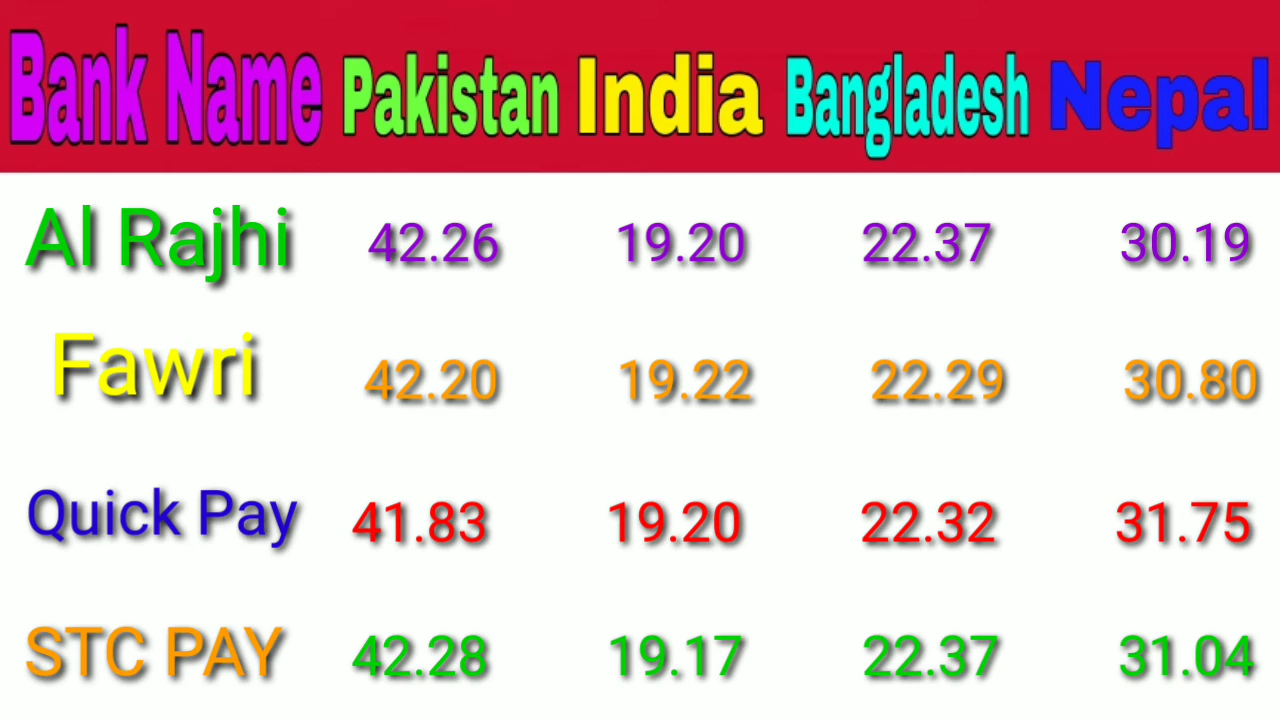 Bank Name Pakistan India Bangladesh Nepal
Al Rajhi 42.26 19.20 22.37 30.19
Fawri 42.20 19.22 22.29 30.80
Quick Pay 41.83 19.20 22.32 31.75
STC PAY 42.28 19.17 22.37 31.04